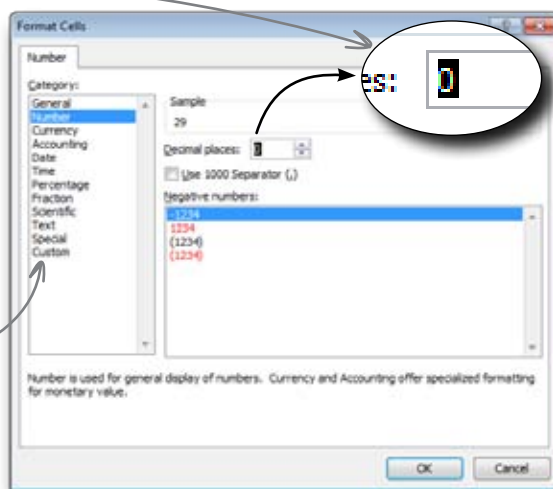 Format Cells
Number
Category:
General
Number
Currency
Accounting
Date
Time
Percentage
Fraction
Scientific
Text
Special
Custom
Sample
29
Decimal places: 0
Use 1000 Separator (,)
Negative numbers:
-1234
1234
(1234)
(1234)
es: 0
Number is used for general display of numbers. Currency and Accounting offer specialized formatting
for monetary value.
OK
Cancel